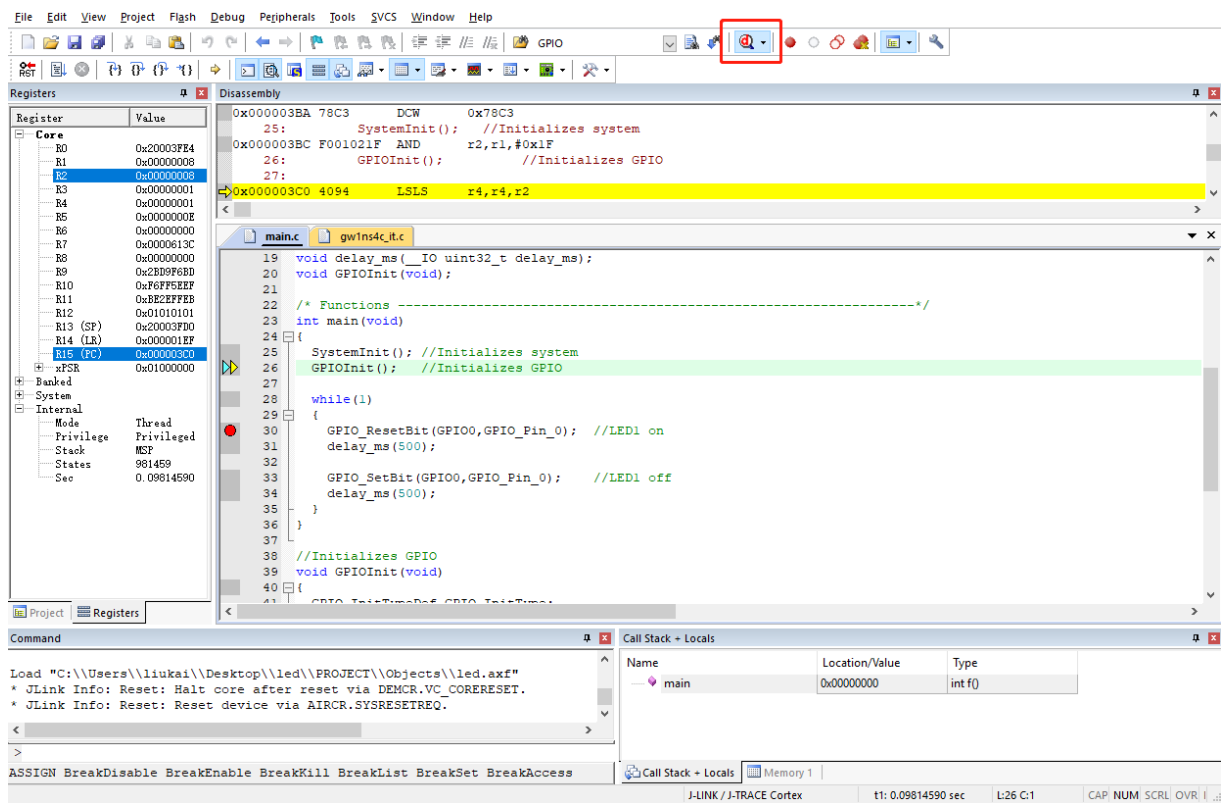 File Edit View Project Flash Debug Peripherals Tools SVCS Window Help
GPIO
RST
Registers
Register Value
Core
R0 0x20003FE4
R1 0x00000008
R2 0x00000008
R3 0x00000001
R4 0x00000001
R5 0x0000000E
R6 0x00000000
R7 0x0000613C
R8 0x00000000
R9 0x2BD9F6BD
R10 0xF6FF5EEF
R11 0xBE2EFFEB
R12 0x01010101
R13 (SP) 0x20003FD0
R14 (LR) 0x000001EF
R15 (PC) 0x000003C0
xPSR 0x01000000
Banked
System
Internal
Mode Thread
Privilege Privileged
Stack MSP
States 981459
Sec 0.09814590
Project Registers
Disassembly
0x000003BA 78C3 DCW 0x78C3
25: SystemInit(); //Initializes system
0x000003BC F001021F AND r2,r1,#0x1F
26: GPIOInit(); //Initializes GPIO
27:
0x000003C0 4094 LSLS r4,r4,r2
main.c gw1ns4c_it.c
19 void delay_ms(__IO uint32_t delay_ms);
20 void GPIOInit(void);
21
22 /* Functions ------------------------------------------------------------------*/
23 int main(void)
24 {
25 SystemInit(); //Initializes system
26 GPIOInit(); //Initializes GPIO
27
28 while(1)
29 {
30 GPIO_ResetBit(GPIO0,GPIO_Pin_0); //LED1 on
31 delay_ms(500);
32
33 GPIO_SetBit(GPIO0,GPIO_Pin_0); //LED1 off
34 delay_ms(500);
35 }
36 }
37
38 //Initializes GPIO
39 void GPIOInit(void)
40 {
41 GPIO_InitTypeDef GPIO_InitType;
Command
Load "C:\\Users\\liukai\\Desktop\\led\\PROJECT\\Objects\\led.axf"
* JLink Info: Reset: Halt core after reset via DEMCR.VC_CORERESET.
* JLink Info: Reset: Reset device via AIRCR.SYSRESETREQ.
>
ASSIGN BreakDisable BreakEnable BreakKill BreakList BreakSet BreakAccess
Call Stack + Locals
Name Location/Value Type
main 0x00000000 int f()
Call Stack + Locals Memory 1
J-LINK / J-TRACE Cortex t1: 0.09814590 sec L:26 C:1 CAP NUM SCRL OVR